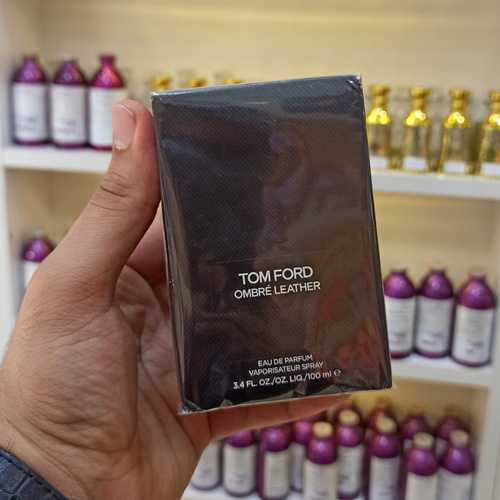 TOM FORD
OMBRÉ LEATHER
EAU DE PARFUM
VAPORISATEUR SPRAY
3.4 FL. OZ./OZ. LIQ./100 ml ℮